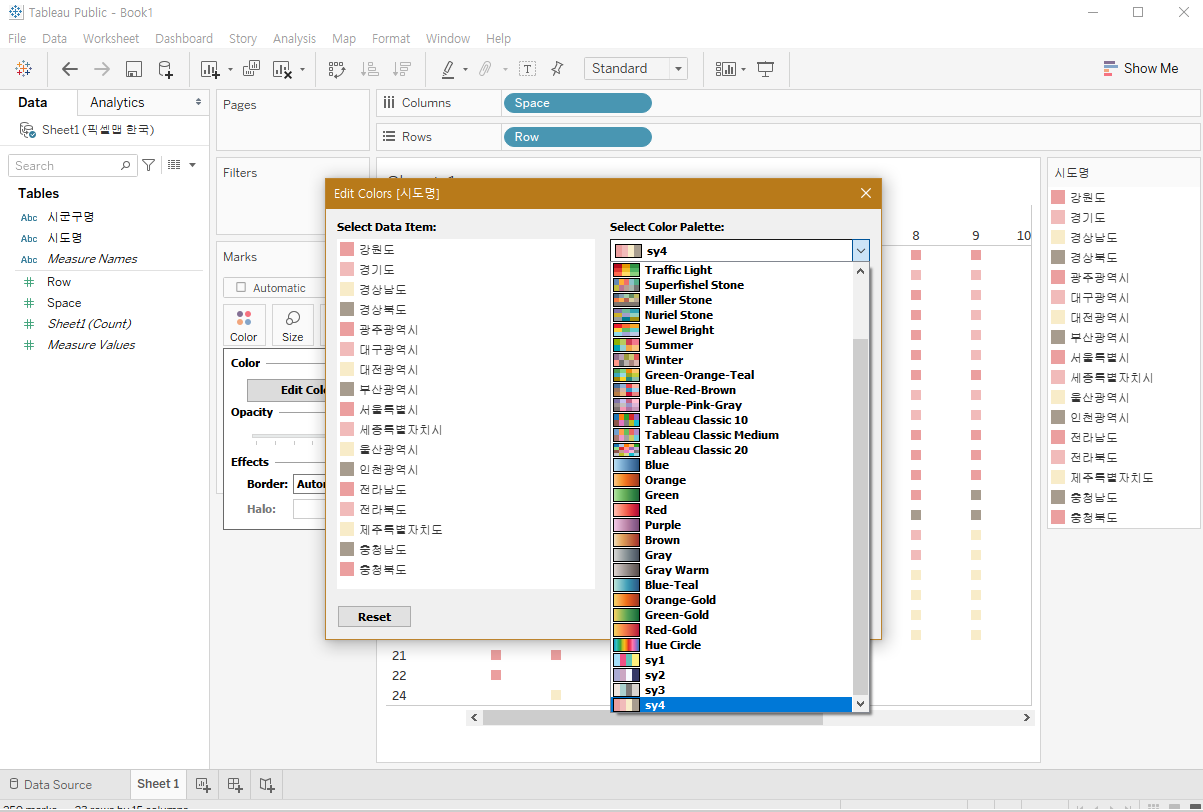 Tableau Public - Book1
File Data Worksheet Dashboard Story Analysis Map Format Window Help
Standard
Show Me
Data
Analytics
Sheet1 (픽셀맵 한국)
Search
Tables
Abc 시군구명
Abc 시도명
Abc Measure Names
Row
Space
Sheet1 (Count)
Measure Values
Pages
Filters
Marks
Automatic
Color
Size
Color
Opacity
Effects
Border:
Halo:
Columns
Space
Rows
Row
Edit Colors [시도명]
Select Data Item:
강원도
경기도
경상남도
경상북도
광주광역시
대구광역시
대전광역시
부산광역시
서울특별시
세종특별자치시
울산광역시
인천광역시
전라남도
전라북도
제주특별자치도
충청남도
충청북도
Reset
Select Color Palette:
sy4
Traffic Light
Superfishel Stone
Miller Stone
Nuriel Stone
Jewel Bright
Summer
Winter
Green-Orange-Teal
Blue-Red-Brown
Purple-Pink-Gray
Tableau Classic 10
Tableau Classic Medium
Tableau Classic 20
Blue
Orange
Green
Red
Purple
Brown
Gray
Gray Warm
Blue-Teal
Orange-Gold
Green-Gold
Red-Gold
Hue Circle
sy1
sy2
sy3
sy4
8 9 10
21
22
24
시도명
강원도
경기도
경상남도
경상북도
광주광역시
대구광역시
대전광역시
부산광역시
서울특별시
세종특별자치시
울산광역시
인천광역시
전라남도
전라북도
제주특별자치도
충청남도
충청북도
Data Source
Sheet 1